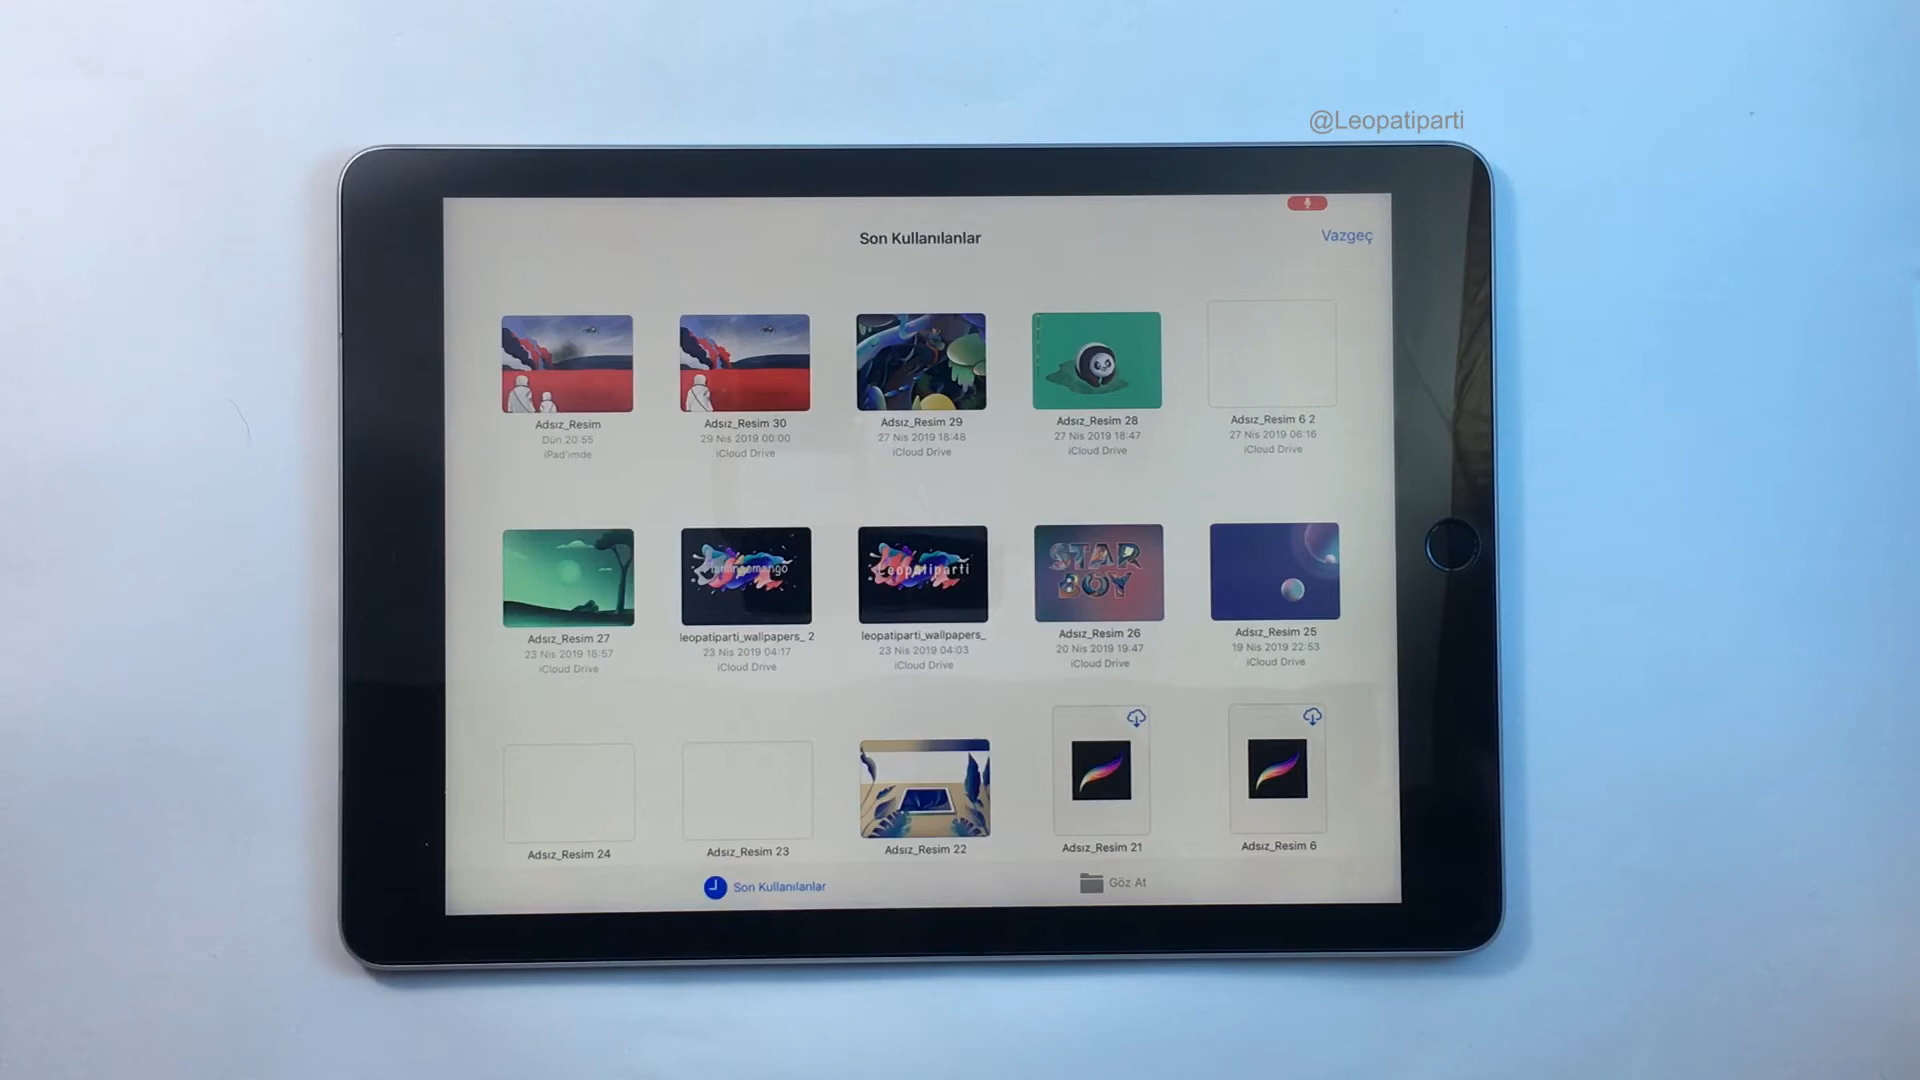 @Leopatiparti
Son Kullanılanlar
Vazgeç
Adsız_Resim
Dün 20:55
iPad'imde
Adsız_Resim 30
29 Nis 2019 00:00
iCloud Drive
Adsız_Resim 29
27 Nis 2019 18:48
iCloud Drive
Adsız_Resim 28
27 Nis 2019 18:47
iCloud Drive
Adsız_Resim 6 2
27 Nis 2019 06:16
iCloud Drive
flamingomango
Leopatiparti
STAR
BOY
Adsız_Resim 27
23 Nis 2019 18:57
iCloud Drive
leopatiparti_wallpapers_ 2
23 Nis 2019 04:17
iCloud Drive
leopatiparti_wallpapers_
23 Nis 2019 04:03
iCloud Drive
Adsız_Resim 26
20 Nis 2019 19:47
iCloud Drive
Adsız_Resim 25
19 Nis 2019 22:53
iCloud Drive
Adsız_Resim 24
Adsız_Resim 23
Adsız_Resim 22
Adsız_Resim 21
Adsız_Resim 6
Son Kullanılanlar
Göz At